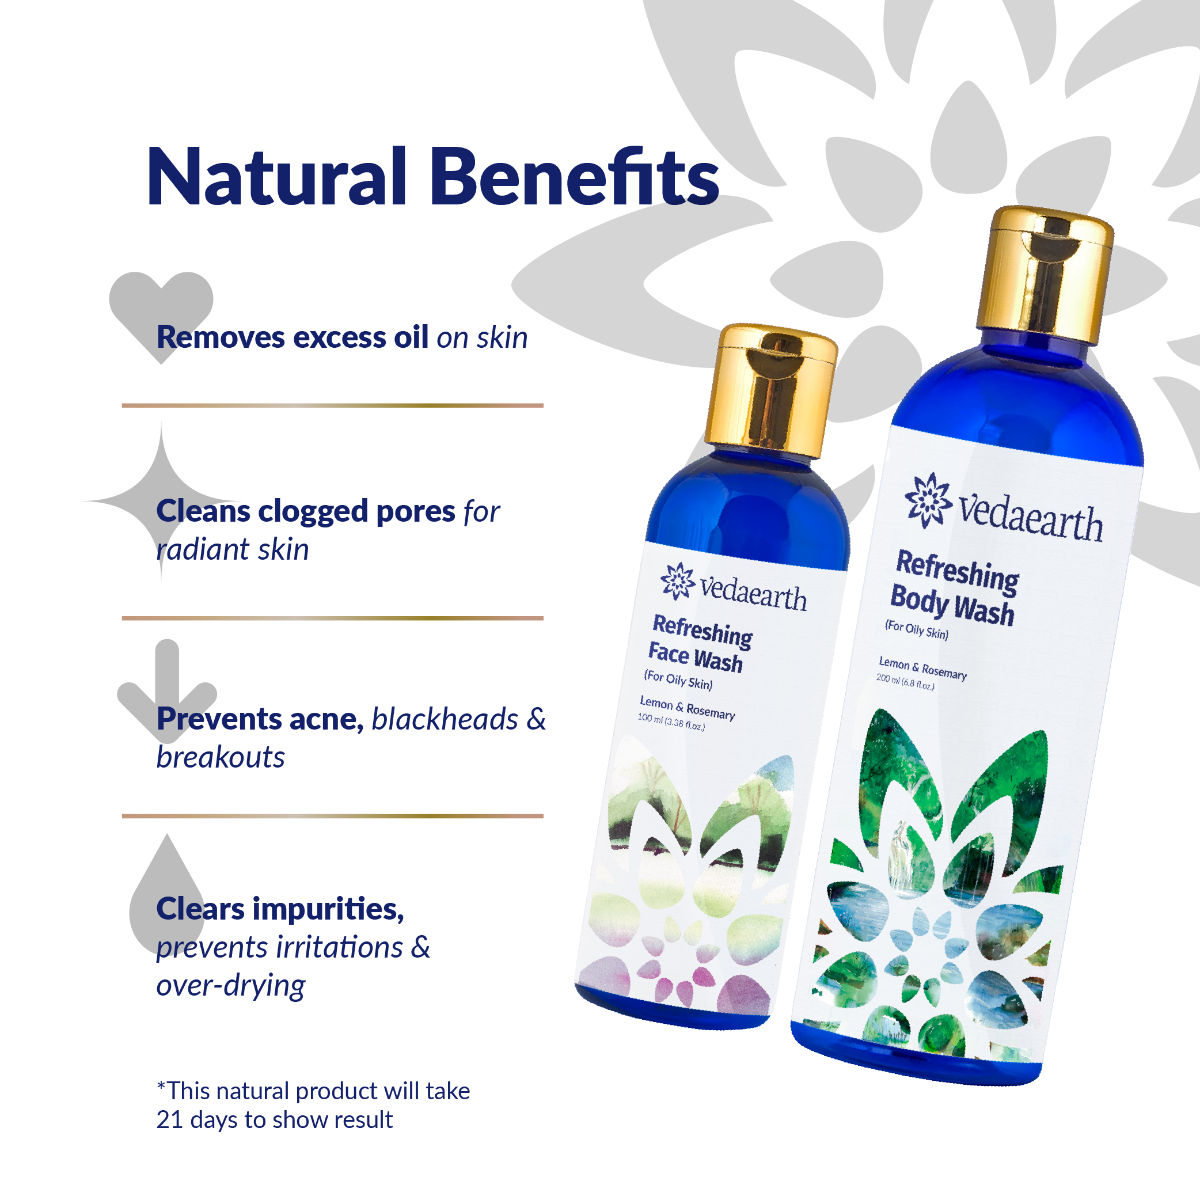 Natural Benefits
Removes excess oil on skin
Cleans clogged pores for
radiant skin
Prevents acne, blackheads &
breakouts
Clears impurities,
prevents irritations &
over-drying
*This natural product will take
21 days to show result
vedaearth
Refreshing
Face Wash
(For Oily Skin)
Lemon & Rosemary
100 ml (3.38 fl.oz.)
vedaearth
Refreshing
Body Wash
(For Oily Skin)
Lemon & Rosemary
200 ml (6.8 fl.oz.)